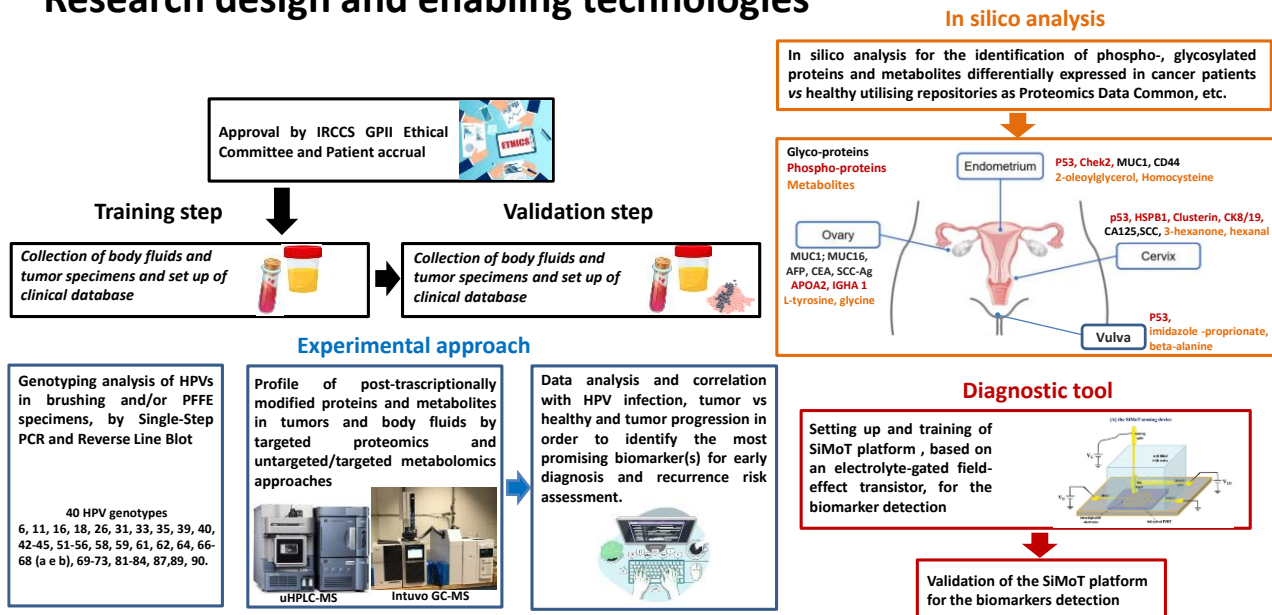 Research design and enabling technologies
In silico analysis
In silico analysis for the identification of phospho-, glycosylated
proteins and metabolites differentially expressed in cancer patients
vs healthy utilising repositories as Proteomics Data Common, etc.
Approval by IRCCS GPII Ethical
Committee and Patient accrual
ETHICS
Training step
Validation step
Collection of body fluids and
tumor specimens and set up of
clinical database
Collection of body fluids and
tumor specimens and set up of
clinical database
Glyco-proteins
Phospho-proteins
Metabolites
Endometrium
P53, Chek2, MUC1, CD44
2-oleoylglycerol, Homocysteine
Ovary
MUC1; MUC16,
AFP, CEA, SCC-Ag
APOA2, IGHA 1
L-tyrosine, glycine
p53, HSPB1, Clusterin, CK8/19,
CA125,SCC, 3-hexanone, hexanal
Cervix
Vulva
P53,
imidazole -proprionate,
beta-alanine
Experimental approach
Genotyping analysis of HPVs
in brushing and/or PFFE
specimens, by Single-Step
PCR and Reverse Line Blot
40 HPV genotypes
6, 11, 16, 18, 26, 31, 33, 35, 39, 40,
42-45, 51-56, 58, 59, 61, 62, 64, 66-
68 (a e b), 69-73, 81-84, 87,89, 90.
Profile of post-trascriptionally
modified proteins and metabolites
in tumors and body fluids by
targeted proteomics and
untargeted/targeted metabolomics
approaches
uHPLC-MS
Intuvo GC-MS
Data analysis and correlation
with HPV infection, tumor vs
healthy and tumor progression in
order to identify the most
promising biomarker(s) for early
diagnosis and recurrence risk
assessment.
Diagnostic tool
Setting up and training of
SiMoT platform , based on
an electrolyte-gated field-
effect transistor, for the
biomarker detection
the SiMoT sensing device
Validation of the SiMoT platform
for the biomarkers detection